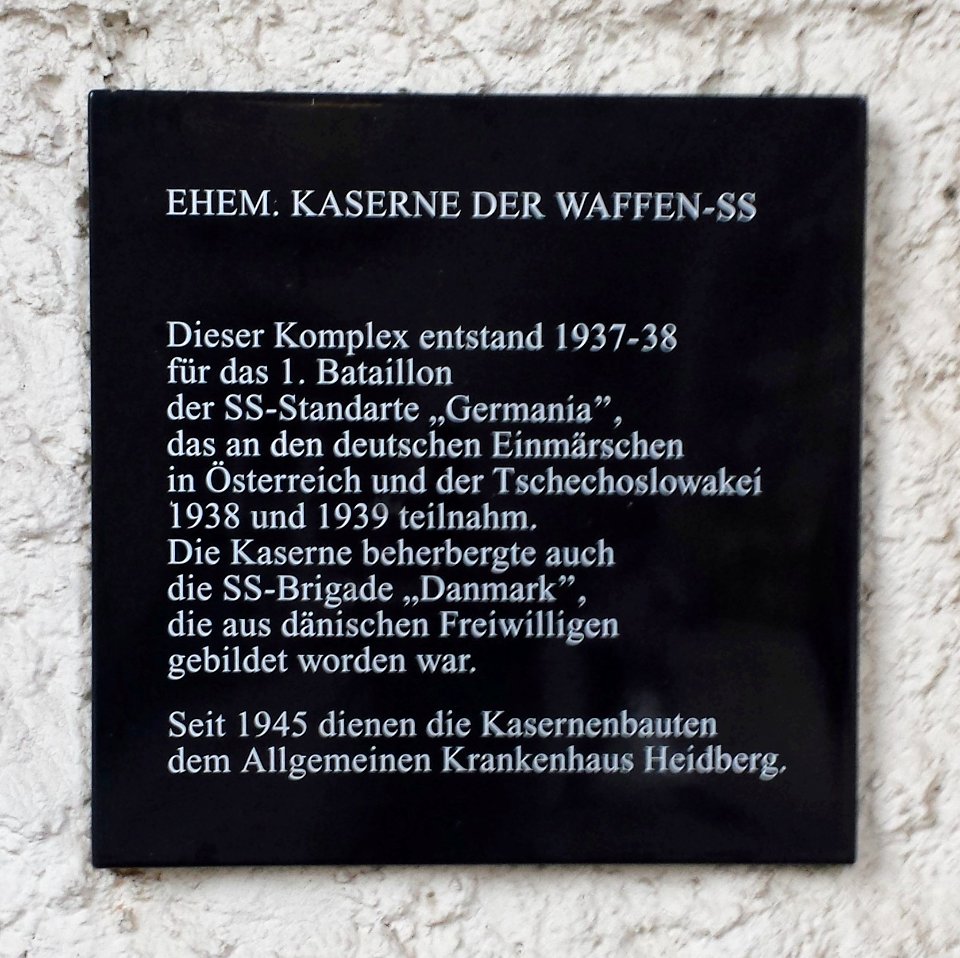 EHEM. KASERNE DER WAFFEN-SS
Dieser Komplex entstand 1937-38
für das 1. Bataillon
der SS-Standarte „Germania”,
das an den deutschen Einmärschen
in Österreich und der Tschechoslowakei
1938 und 1939 teilnahm.
Die Kaserne beherbergte auch
die SS-Brigade „Danmark”,
die aus dänischen Freiwilligen
gebildet worden war.
Seit 1945 dienen die Kasernenbauten
dem Allgemeinen Krankenhaus Heidberg.